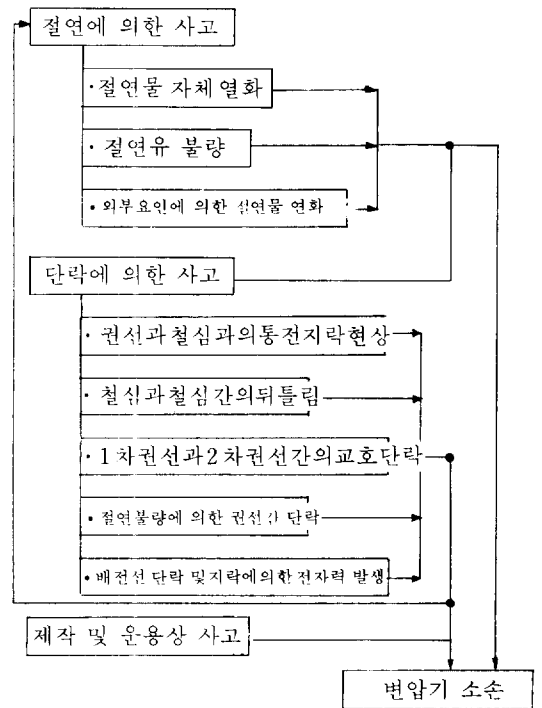 절연에 의한 사고
· 절연물 자체 열화
· 절연유 불량
· 외부요인에 의한 절연물 열화
단락에 의한 사고
· 권선과철심과의통전지락현상
· 철심과철심간의뒤틀림
· 1차권선과2차권선간의교호단락
· 절연불량에 의한 권선간 단락
· 배전선 단락 및지락에의한 전자력 발생
제작 및 운용상 사고
변압기 소손